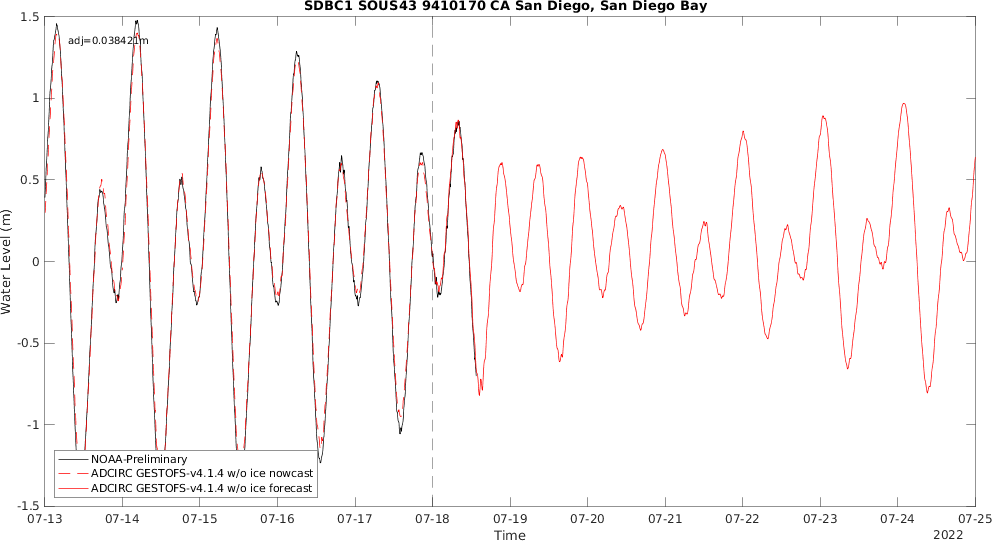 SDBC1 SOUS43 9410170 CA San Diego, San Diego Bay
1.5
adj=0.038421m
1
0.5
0
-0.5
-1
-1.5
Water Level (m)
NOAA-Preliminary
ADCIRC GESTOFS-v4.1.4 w/o ice nowcast
ADCIRC GESTOFS-v4.1.4 w/o ice forecast
07-13 07-14 07-15 07-16 07-17 07-18 07-19 07-20 07-21 07-22 07-23 07-24 07-25
Time
2022